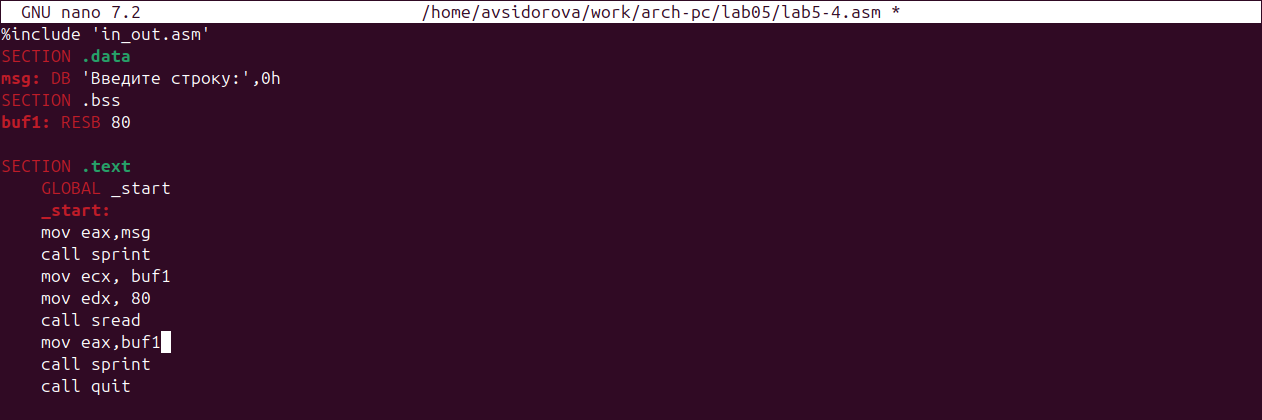 GNU nano 7.2 /home/avsidorova/work/arch-pc/lab05/lab5-4.asm *
%include 'in_out.asm'
SECTION .data
msg: DB 'Введите строку:',0h
SECTION .bss
buf1: RESB 80
SECTION .text
GLOBAL _start
_start:
mov eax,msg
call sprint
mov ecx, buf1
mov edx, 80
call sread
mov eax,buf1
call sprint
call quit